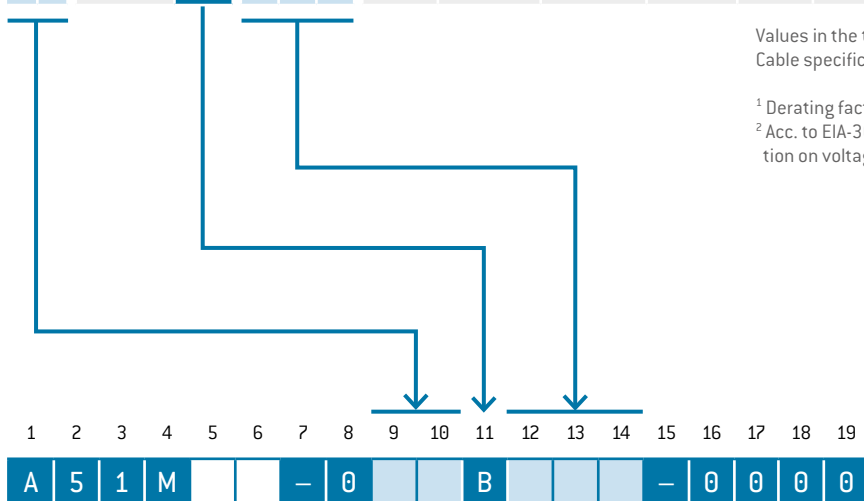 Values in the
Cable specific
1 Derating fact
2 Acc. to EIA-3
tion on voltag
1 2 3 4 5 6 7 8 9 10 11 12 13 14 15 16 17 18 19
A 5 1 M – 0 B – 0 0 0 0